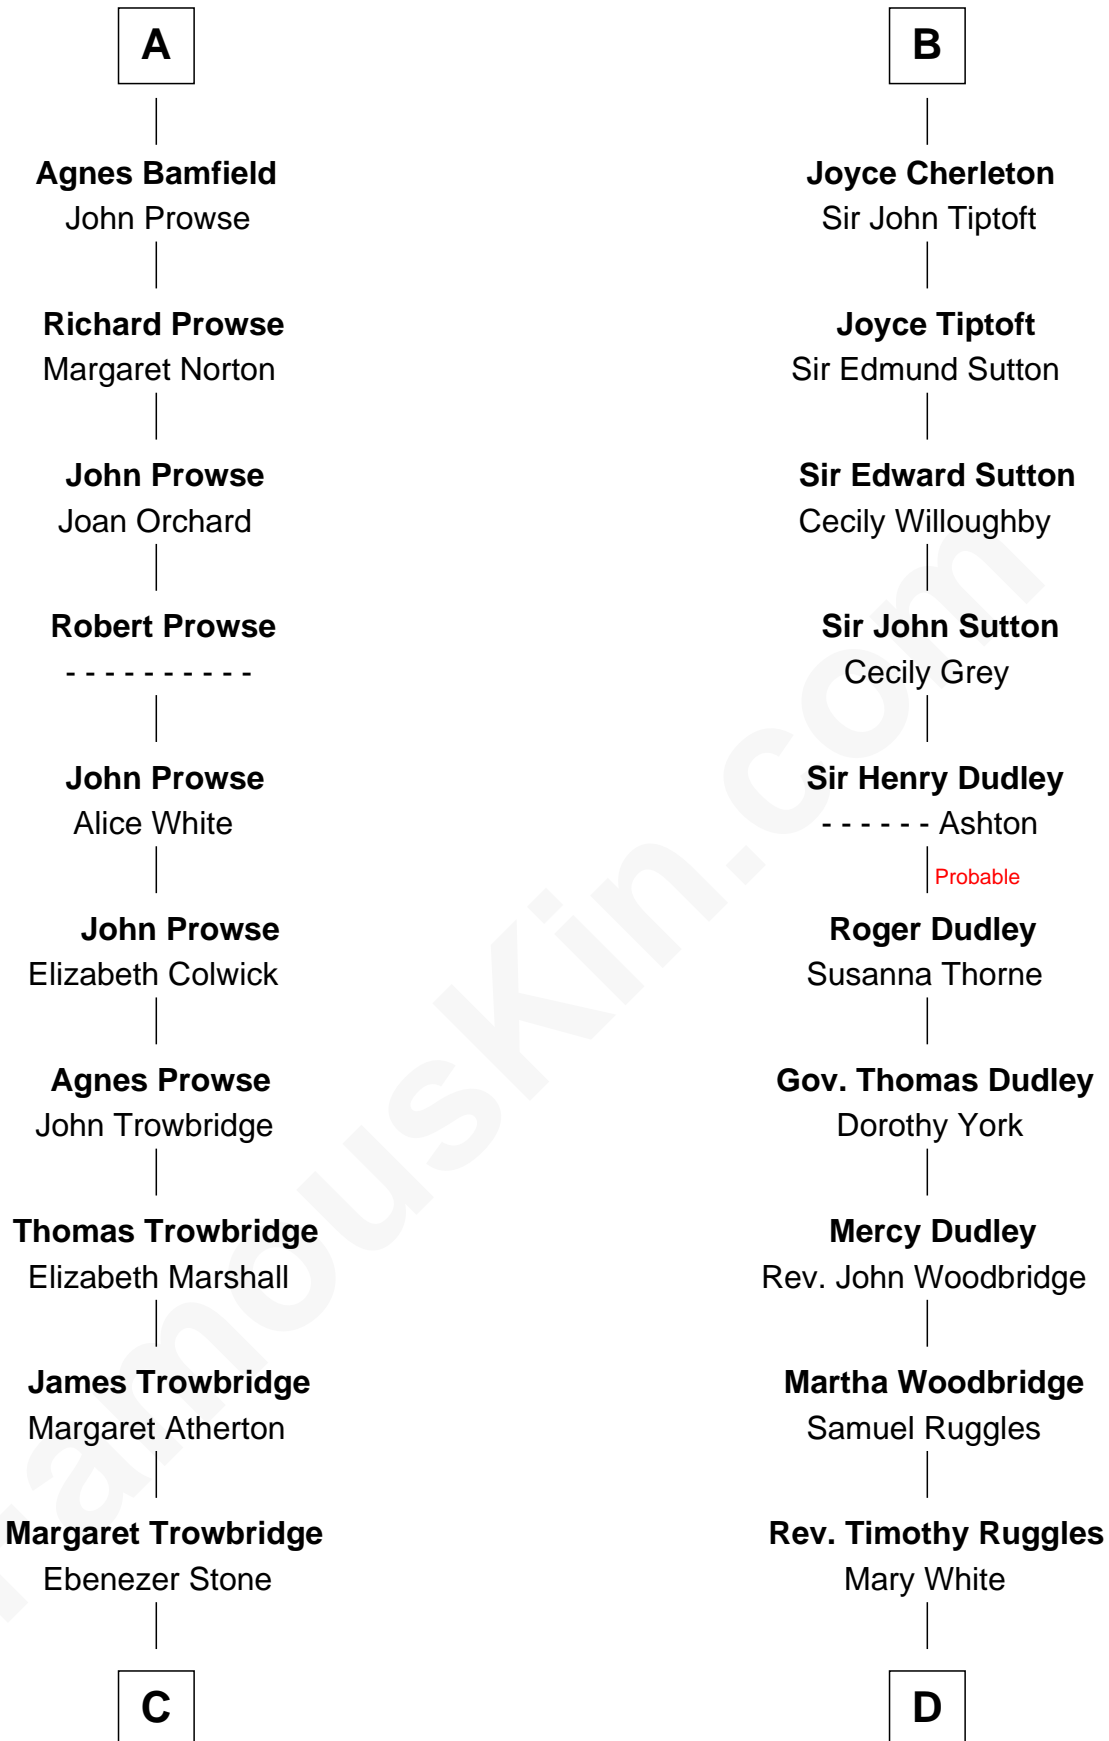 A
Agnes Bamfield
John Prowse
Richard Prowse
Margaret Norton
John Prowse
Joan Orchard
Robert Prowse
- - - - - - - - - -
John Prowse
Alice White
John Prowse
Elizabeth Colwick
Agnes Prowse
John Trowbridge
Thomas Trowbridge
Elizabeth Marshall
James Trowbridge
Margaret Atherton
Margaret Trowbridge
Ebenezer Stone
C
B
Joyce Cherleton
Sir John Tiptoft
Joyce Tiptoft
Sir Edmund Sutton
Sir Edward Sutton
Cecily Willoughby
Sir John Sutton
Cecily Grey
Sir Henry Dudley
- - - - - - Ashton
Probable
Roger Dudley
Susanna Thorne
Gov. Thomas Dudley
Dorothy York
Mercy Dudley
Rev. John Woodbridge
Martha Woodbridge
Samuel Ruggles
Rev. Timothy Ruggles
Mary White
D
FamousKin.com